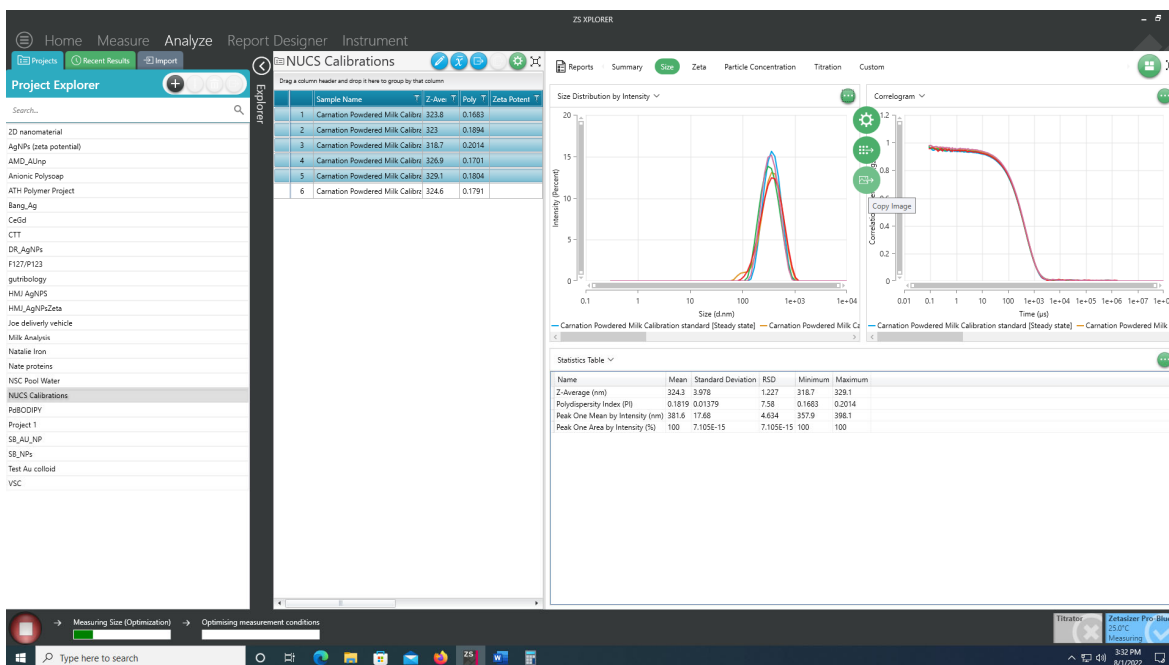 ZS XPLORER
Home Measure Analyze Report Designer Instrument
Projects Recent Results Import
Project Explorer
Search...
2D nanomaterial
AgNPs (zeta potential)
AMD_AUnp
Anionic Polysoap
ATH Polymer Project
Bang_Ag
CeGd
CTT
DR_AgNPs
F127/P123
gutribology
HMJ AgNPS
HMJ_AgNPsZeta
Joe deliverly vehicle
Milk Analysis
Natalie Iron
Nate proteins
NSC Pool Water
NUCS Calibrations
PdBODIPY
Project 1
SB_AU_NP
SB_NPs
Test Au colloid
VSC
Explorer
NUCS Calibrations
Drag a column header and drop it here to group by that column
Sample Name Z-Ave Poly Zeta Potent
1 Carnation Powdered Milk Calibra 323.8 0.1683
2 Carnation Powdered Milk Calibra 323 0.1894
3 Carnation Powdered Milk Calibra 318.7 0.2014
4 Carnation Powdered Milk Calibra 326.9 0.1701
5 Carnation Powdered Milk Calibra 329.1 0.1804
6 Carnation Powdered Milk Calibra 324.6 0.1791
Reports Summary Size Zeta Particle Concentration Titration Custom
Size Distribution by Intensity
20
15
10
5
0
Intensity (Percent)
0.1 1 10 100 1e+03 1e+04
Size (d.nm)
Carnation Powdered Milk Calibration standard [Steady state] Carnation Powdered Milk Ca
Copy Image
Correlogram
1.2
1
0.8
0.4
0.2
0
0.01 0.1 1 10 100 1e+03 1e+04 1e+05 1e+06 1e+07 1e+0
Time (µs)
Carnation Powdered Milk Calibration standard [Steady state] Carnation Powdered Milk
Statistics Table
Name Mean Standard Deviation RSD Minimum Maximum
Z-Average (nm) 324.3 3.978 1.227 318.7 329.1
Polydispersity Index (PI) 0.1819 0.01379 7.58 0.1683 0.2014
Peak One Mean by Intensity (nm) 381.6 17.68 4.634 357.9 398.1
Peak One Area by Intensity (%) 100 7.105E-15 7.105E-15 100 100
Measuring Size (Optimization) Optimising measurement conditions
Titrator
Zetasizer Pro-Blue
25.0°C
Measuring
Type here to search
ZS
3:32 PM
8/1/2022